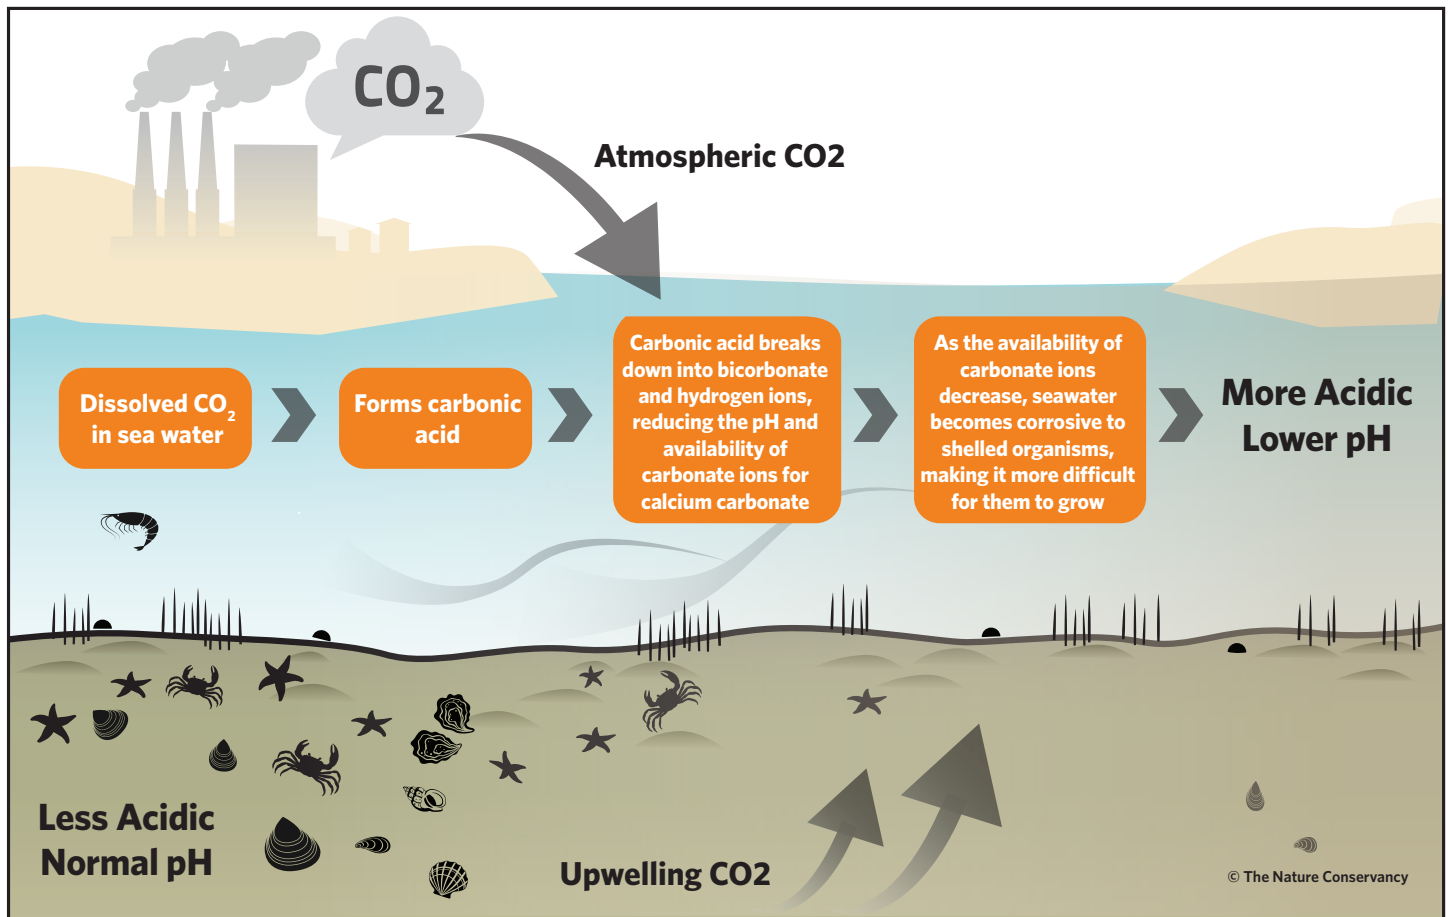 CO2
Atmospheric CO2
Dissolved CO2
in sea water
Forms carbonic
acid
Carbonic acid breaks
down into bicorbonate
and hydrogen ions,
reducing the pH and
availability of
carbonate ions for
calcium carbonate
As the availability of
carbonate ions
decrease, seawater
becomes corrosive to
shelled organisms,
making it more difficult
for them to grow
More Acidic
Lower pH
Less Acidic
Normal pH
Upwelling CO2
© The Nature Conservancy